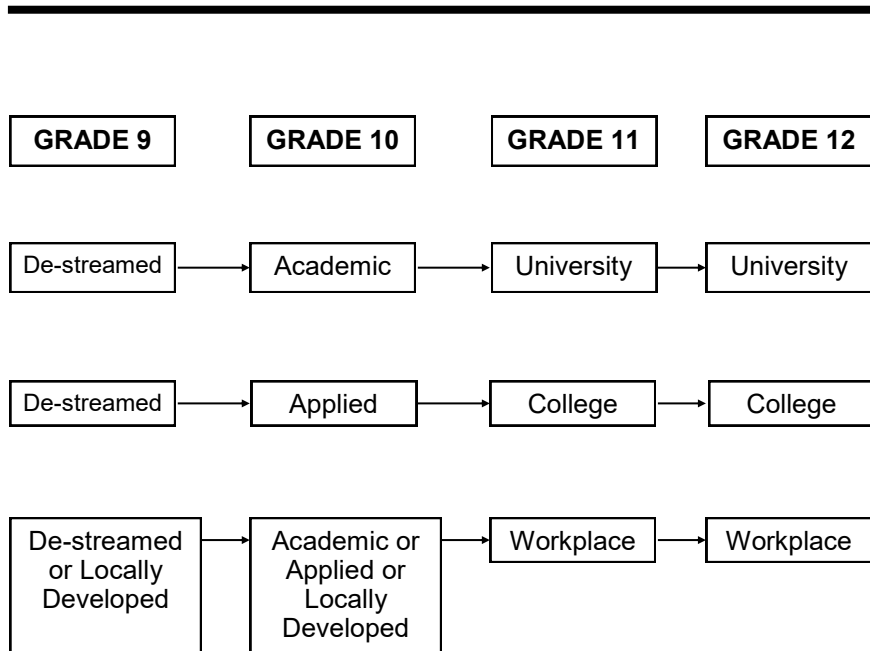 GRADE 9 GRADE 10 GRADE 11 GRADE 12
De-streamed Academic University University
De-streamed Applied College College
De-streamed
or Locally
Developed
Academic or
Applied or
Locally
Developed
Workplace
Workplace